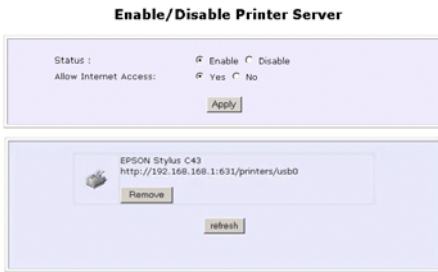 Enable/Disable Printer Server
Status : Enable Disable
Allow Internet Access: Yes No
Apply
EPSON Stylus C43
http://192.168.168.1:631/printers/usb0
Remove
refresh